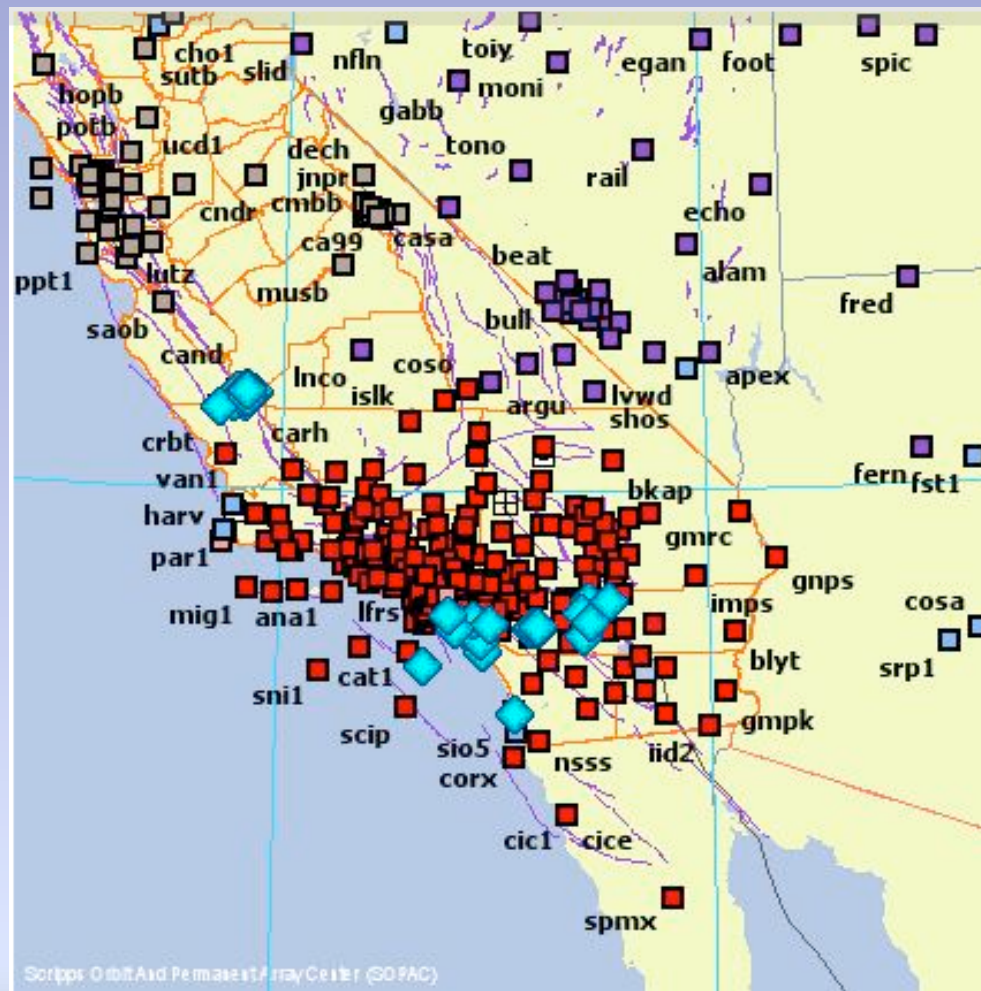 cho1
sutb
slid
nfln
toiy
moni
egan
foot
spic
hopb
potb
gabb
ucd1
dech
tono
jnpr
rail
cndr
cmbb
echo
ca99
casa
beat
ppt1
lutz
musb
alam
fred
saob
bull
cand
lnco
coso
islk
apex
argu
lvwd
shos
crbt
carh
van1
fern
fst1
bkap
harv
gmrc
par1
gnps
mig1
ana1
lfrs
imps
cosa
cat1
blyt
srp1
sni1
scip
gmpk
sio5
corx
nsss
iid2
cic1
cice
spmx
Scripps Orbit And Permanent Array Center (SOPAC)